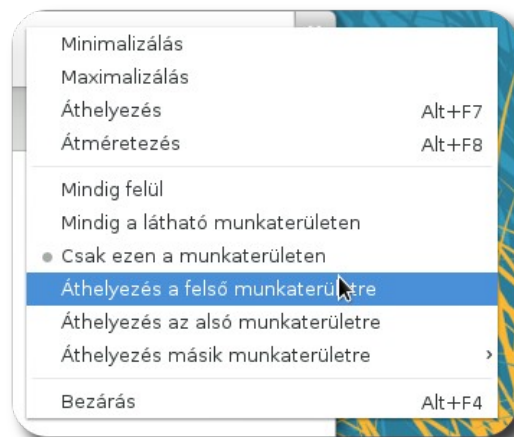 Minimalizálás
Maximalizálás
Áthelyezés Alt+F7
Átméretezés Alt+F8
Mindig felül
Mindig a látható munkaterületen
Csak ezen a munkaterületen
Áthelyezés a felső munkaterületre
Áthelyezés az alsó munkaterületre
Áthelyezés másik munkaterületre
Bezárás Alt+F4